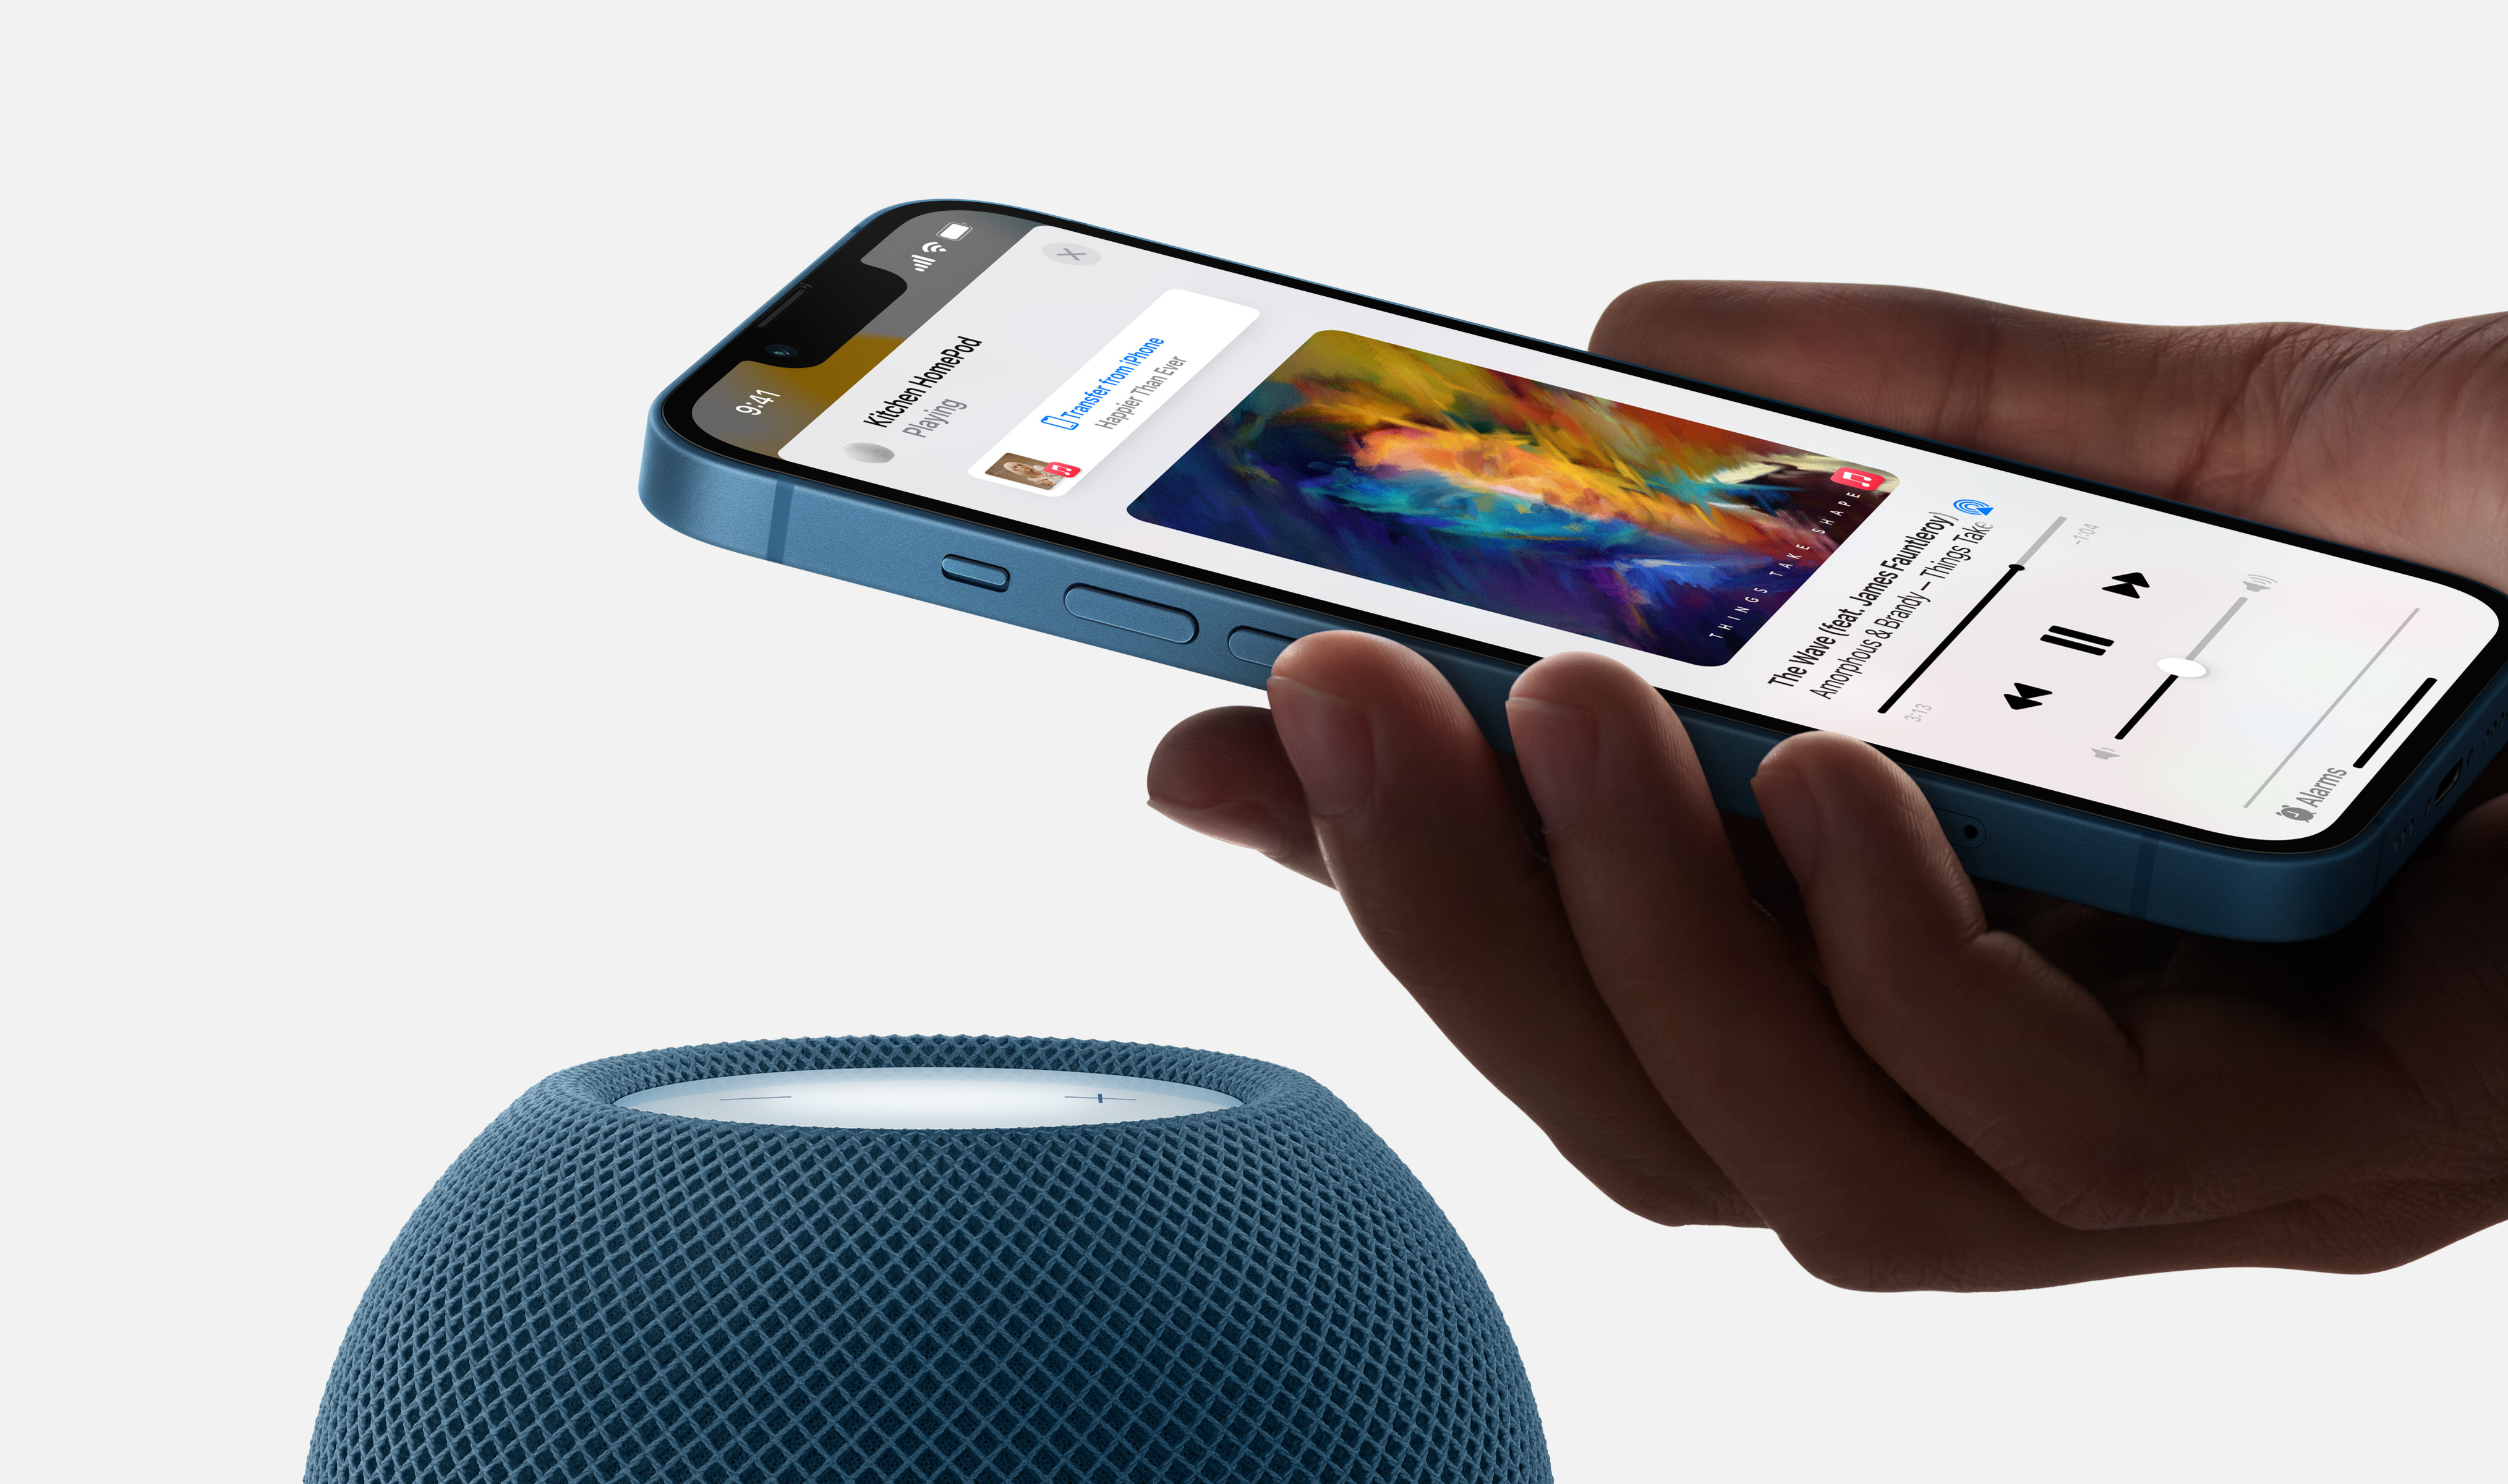 9:41
Kitchen HomePod
Playing
Transfer from iPhone
Happier Than Ever
THINGS TAKE SHAPE
The Wave (feat. James Fauntleroy)
Amorphous & Brandy — Things Take
3:13
-1:04
Alarms